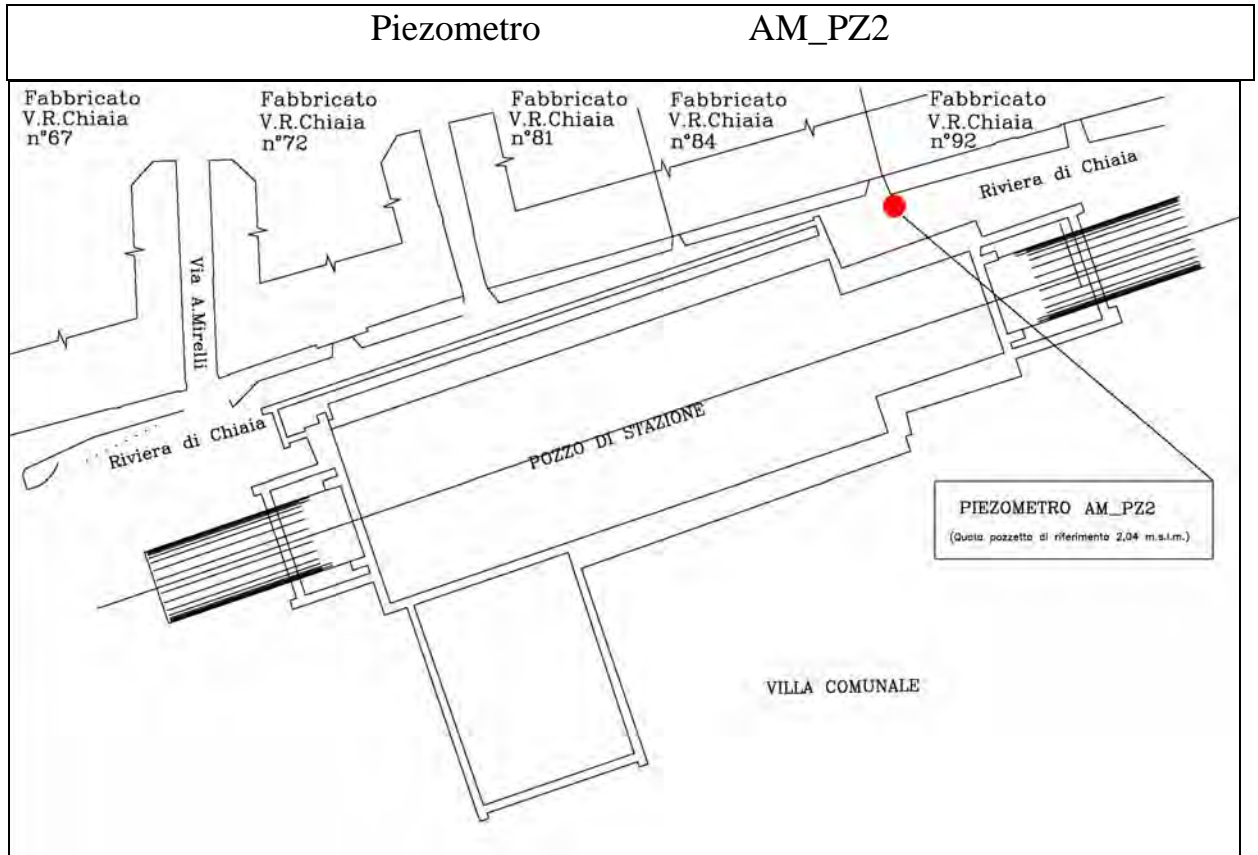 Piezometro AM_PZ2
Fabbricato
V.R.Chiaia
n°67
Fabbricato
V.R.Chiaia
n°72
Fabbricato
V.R.Chiaia
n°81
Fabbricato
V.R.Chiaia
n°84
Fabbricato
V.R.Chiaia
n°92
Riviera di Chiaia
Via A.Mirelli
Riviera di Chiaia
POZZO DI STAZIONE
PIEZOMETRO AM_PZ2
(Quota pozzetto di riferimento 2,04 m.s.l.m.)
VILLA COMUNALE